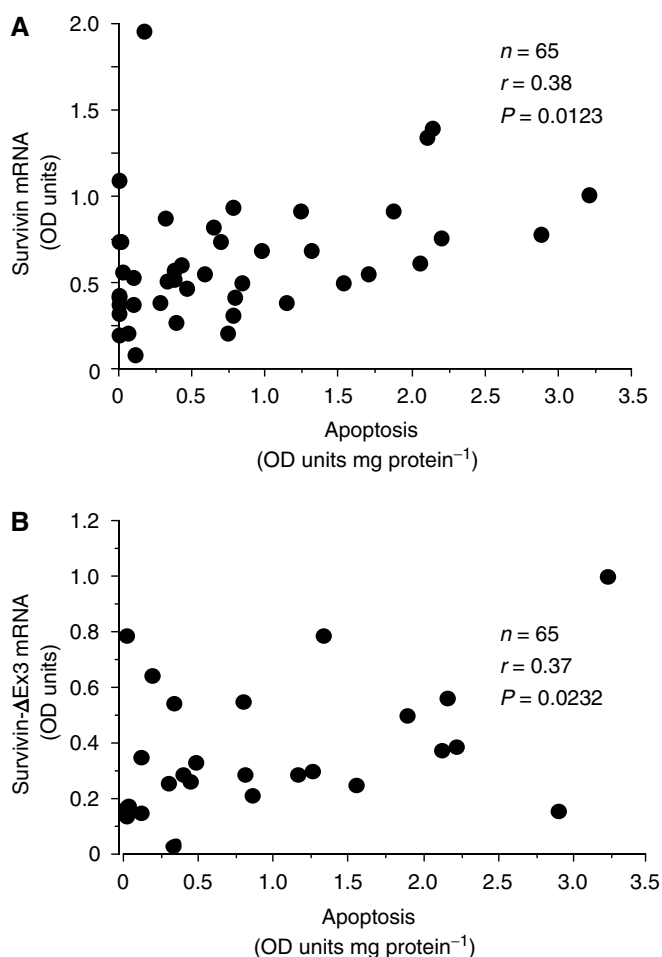 A
2.0
1.5
1.0
0.5
0
Survivin mRNA
(OD units)
n = 65
r = 0.38
P = 0.0123
0 0.5 1.0 1.5 2.0 2.5 3.0 3.5
Apoptosis
(OD units mg protein⁻¹)
B
1.2
1.0
0.8
0.6
0.4
0.2
0
Survivin-ΔEx3 mRNA
(OD units)
n = 65
r = 0.37
P = 0.0232
0 0.5 1.0 1.5 2.0 2.5 3.0 3.5
Apoptosis
(OD units mg protein⁻¹)